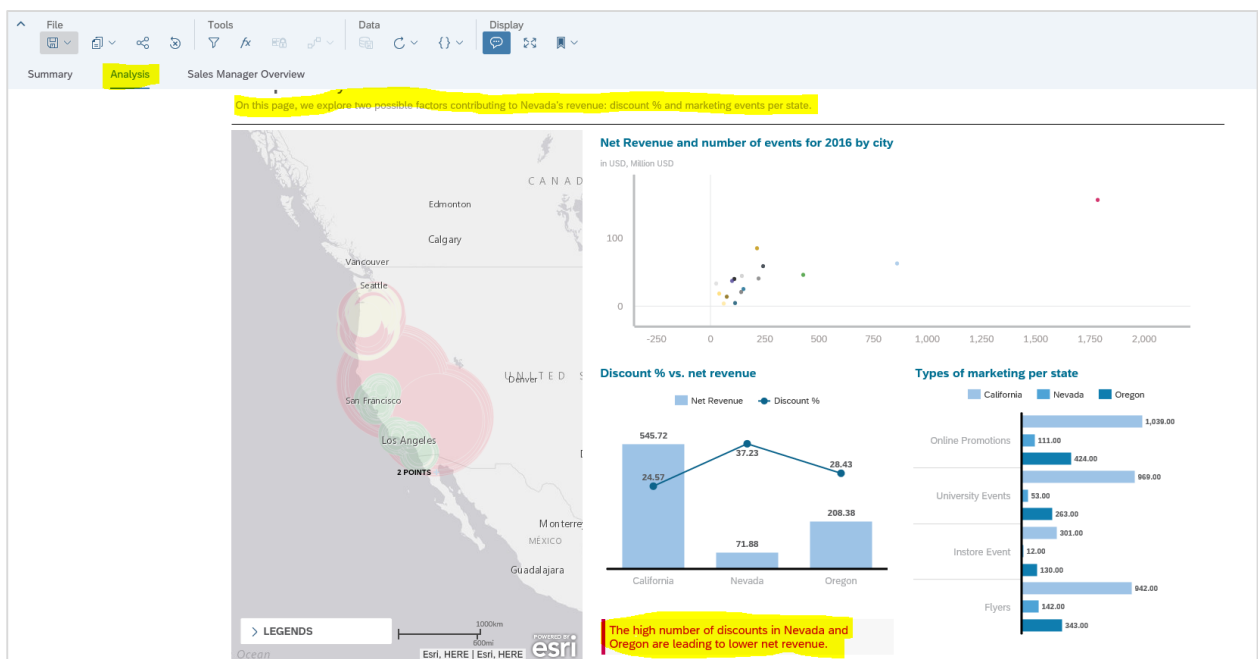 File
Tools
Data
Display
fx
Summary
Analysis
Sales Manager Overview
On this page, we explore two possible factors contributing to Nevada's revenue: discount % and marketing events per state.
CANAD
Edmonton
Calgary
Vancouver
Seattle
UNITED S
Denver
San Francisco
Los Angeles
2 POINTS
Monterre
MÉXICO
Guadalajara
LEGENDS
1000km
600mi
Ocean
Esri, HERE | Esri, HERE
POWERED BY
esri
Net Revenue and number of events for 2016 by city
in USD, Million USD
100
0
-250 0 250 500 750 1,000 1,250 1,500 1,750 2,000
Discount % vs. net revenue
Net Revenue Discount %
545.72
24.57
37.23
71.88
28.43
208.38
California Nevada Oregon
The high number of discounts in Nevada and
Oregon are leading to lower net revenue.
Types of marketing per state
California Nevada Oregon
Online Promotions
1,039.00
111.00
424.00
University Events
969.00
53.00
263.00
Instore Event
301.00
12.00
130.00
Flyers
942.00
142.00
343.00